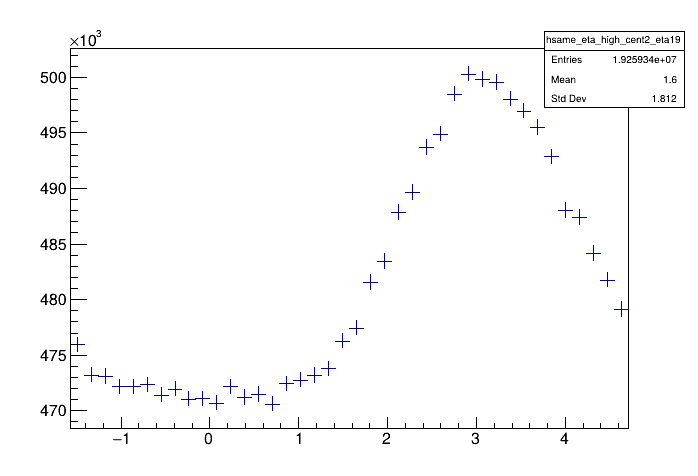 ×10³
hsame_eta_high_cent2_eta19
Entries 1.925934e+07
Mean 1.6
Std Dev 1.812
500
495
490
485
480
475
470
−1 0 1 2 3 4